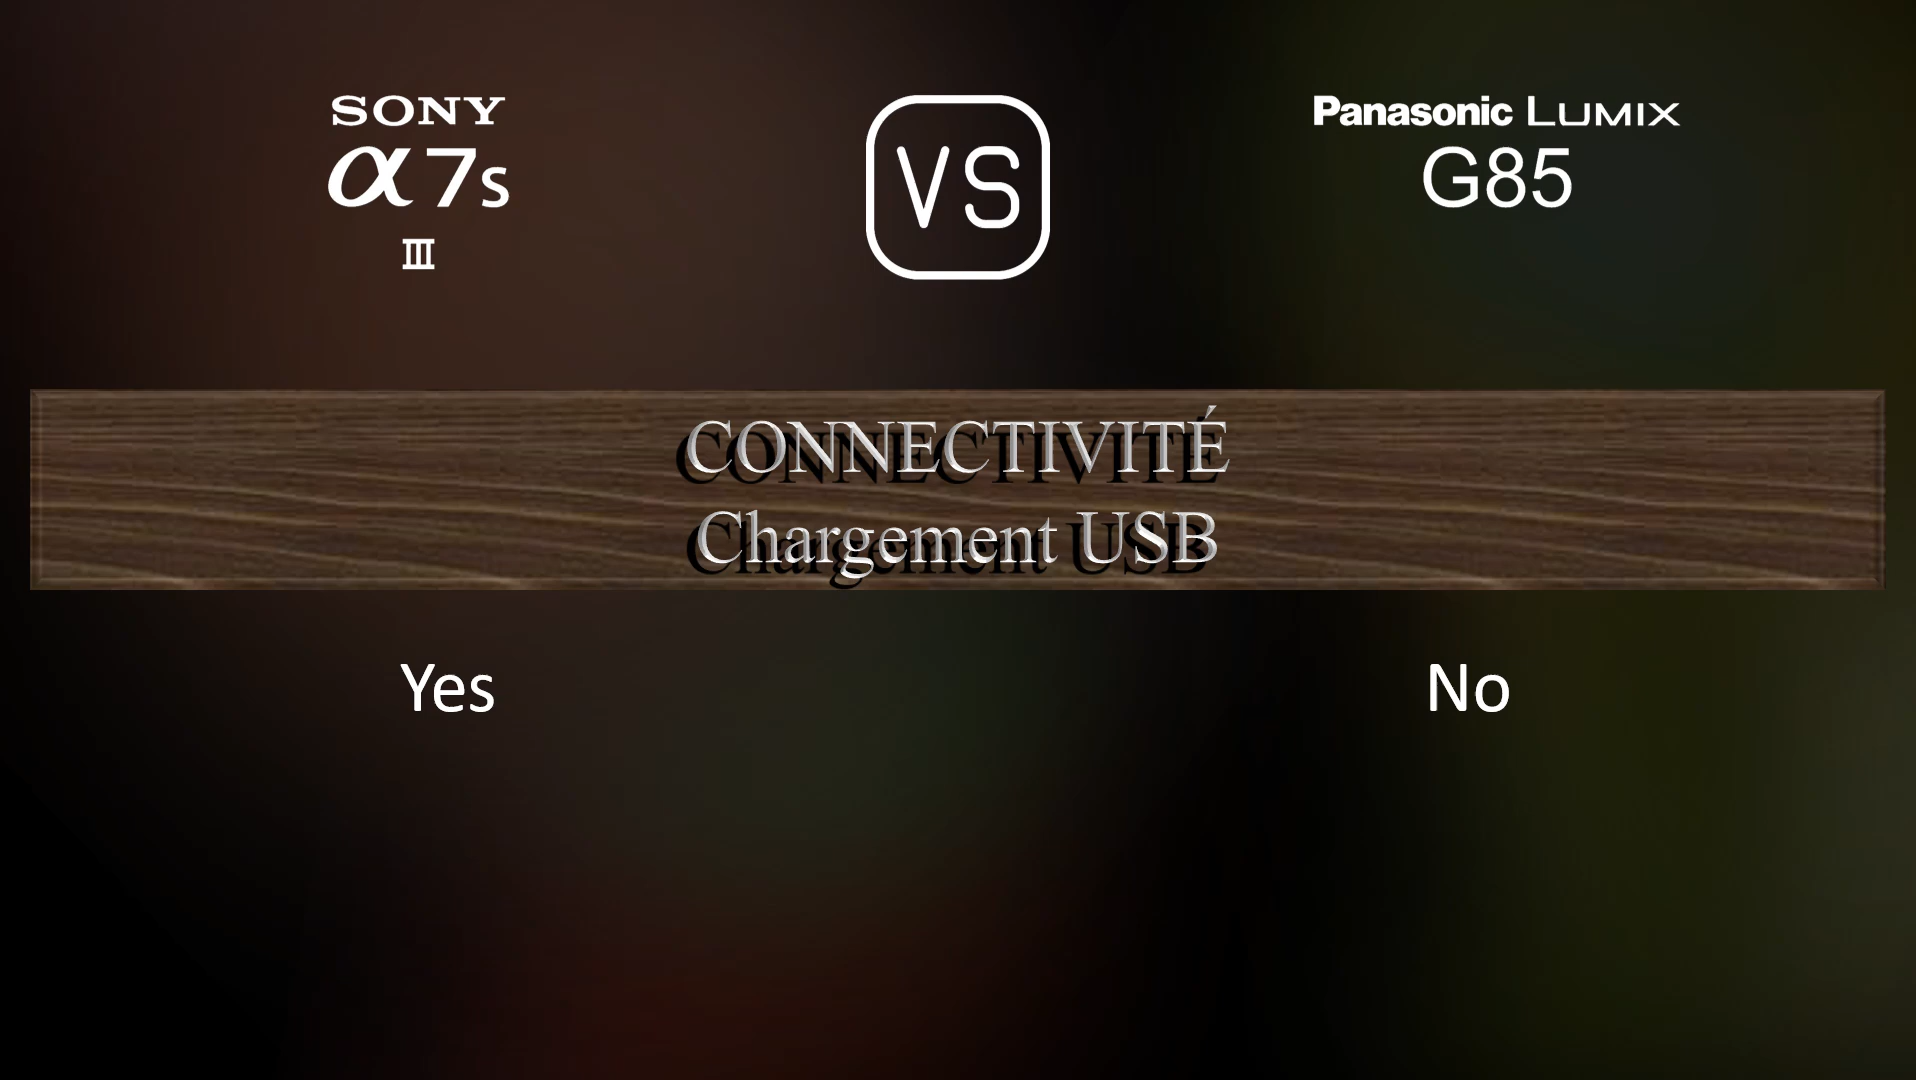 SONY
α7s
III
VS
Panasonic LUMIX
G85
CONNECTIVITÉ
Chargement USB
Yes
No